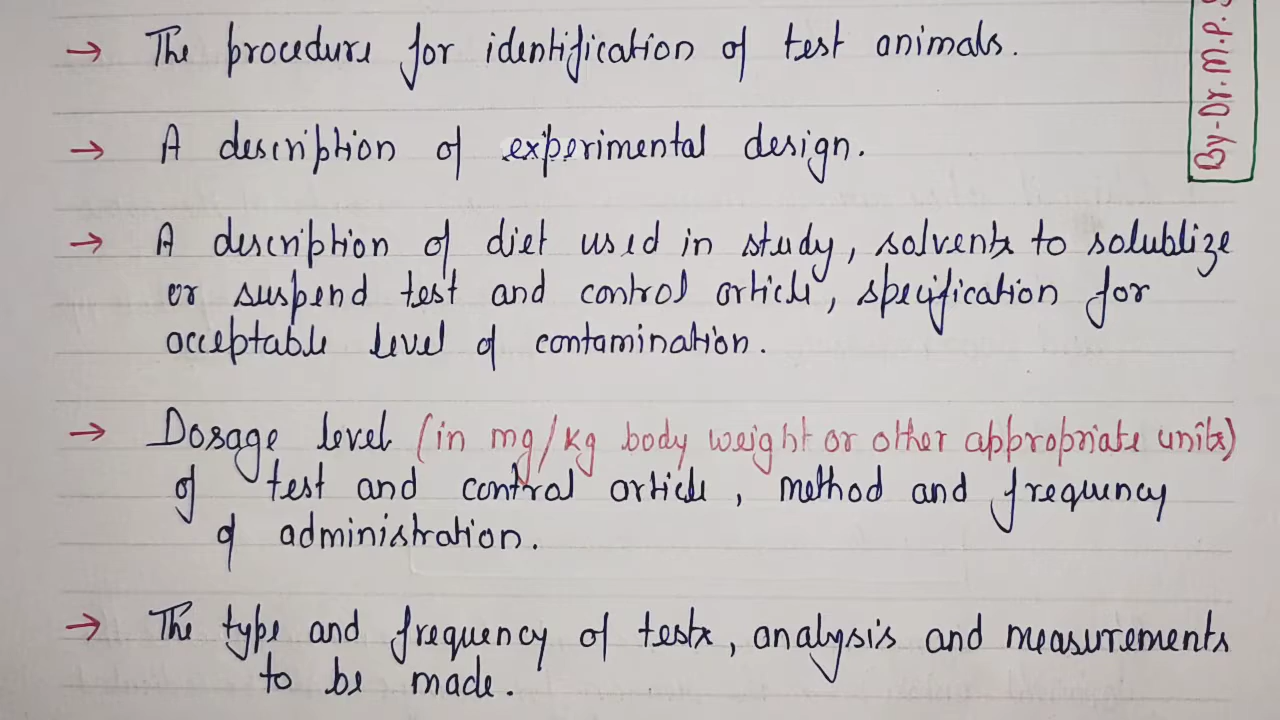 → The procedure for identification of test animals.
→ A description of experimental design.
→ A description of diet used in study, solvents to solublize
or suspend test and control article, specification for
acceptable level of contamination.
→ Dosage level (in mg/kg body weight or other appropriate units)
of test and control article, method and frequency
of administration.
→ The type and frequency of tests, analysis and measurements
to be made.
By-Dr.M.P.S